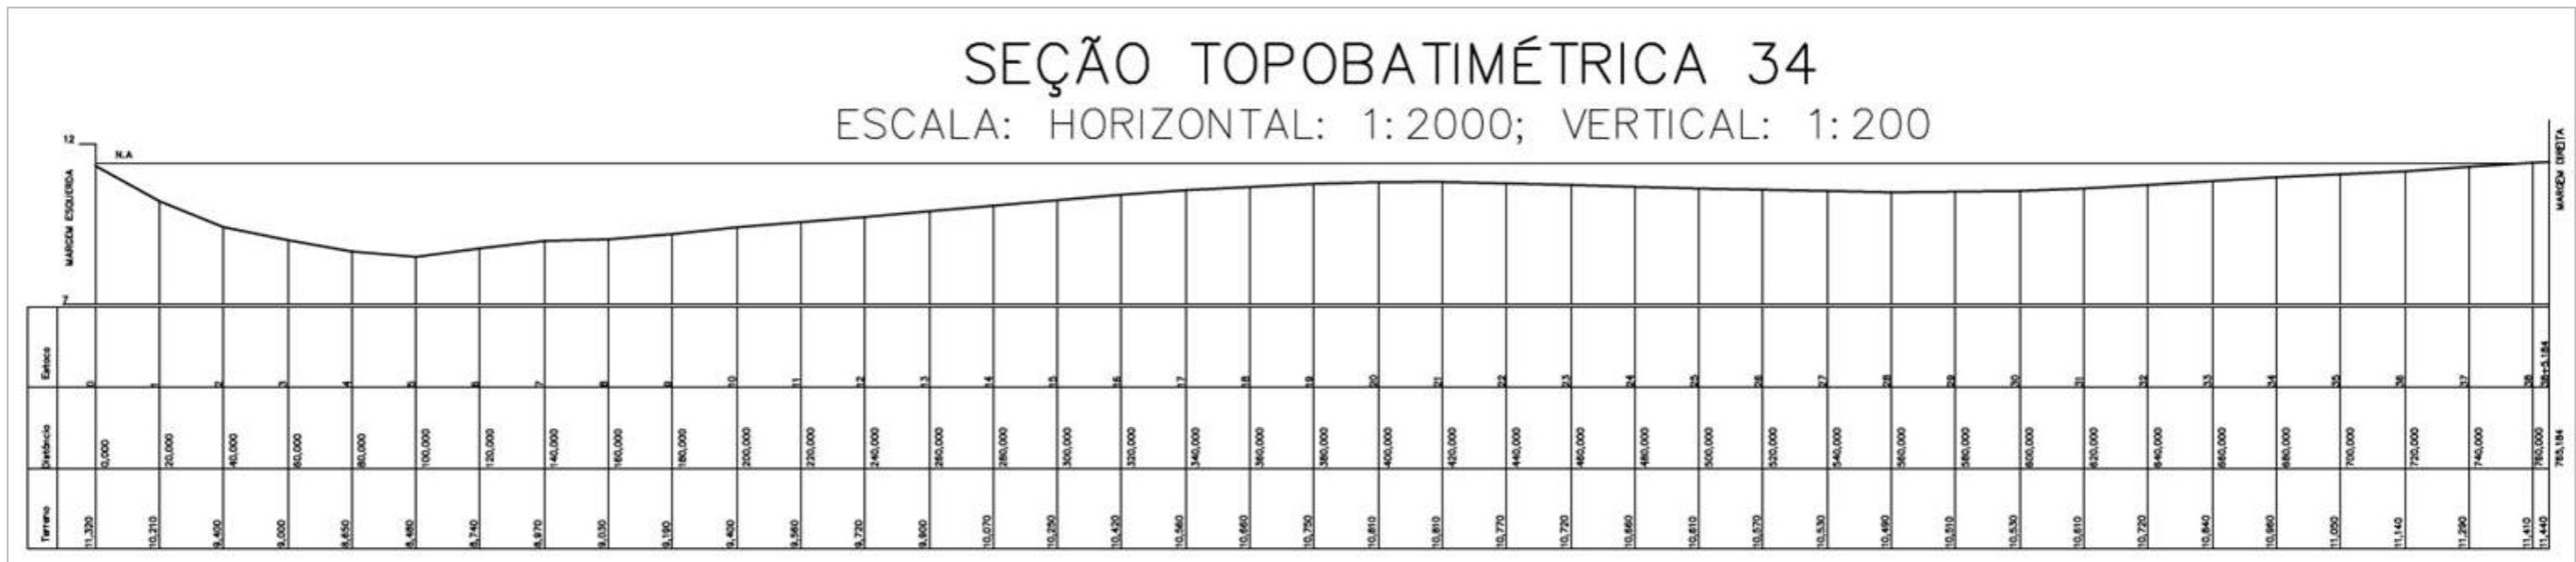 SEÇÃO TOPOBATIMÉTRICA 34
ESCALA: HORIZONTAL: 1:2000; VERTICAL: 1:200
12
N.A
MARGEM ESQUERDA
MARGEM DIREITA
7
Estaca 0 1 2 3 4 5 6 7 8 9 10 11 12 13 14 15 16 17 18 19 20 21 22 23 24 25 26 27 28 29 30 31 32 33 34 35 36 37 38 38+5.184
Distância 0,000 20,000 40,000 60,000 80,000 100,000 120,000 140,000 160,000 180,000 200,000 220,000 240,000 260,000 280,000 300,000 320,000 340,000 360,000 380,000 400,000 420,000 440,000 460,000 480,000 500,000 520,000 540,000 560,000 580,000 600,000 620,000 640,000 660,000 680,000 700,000 720,000 740,000 760,000 765,184
Terreno 11,320 10,210 9,400 9,000 8,650 8,480 8,740 8,970 9,030 9,190 9,400 9,560 9,720 9,900 10,070 10,250 10,420 10,560 10,660 10,750 10,810 10,810 10,770 10,720 10,660 10,610 10,570 10,530 10,490 10,510 10,530 10,610 10,720 10,840 10,960 11,050 11,140 11,290 11,410 11,440